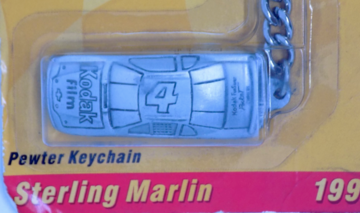 Kodak
Film
4
Pewter Keychain
Sterling Marlin 199